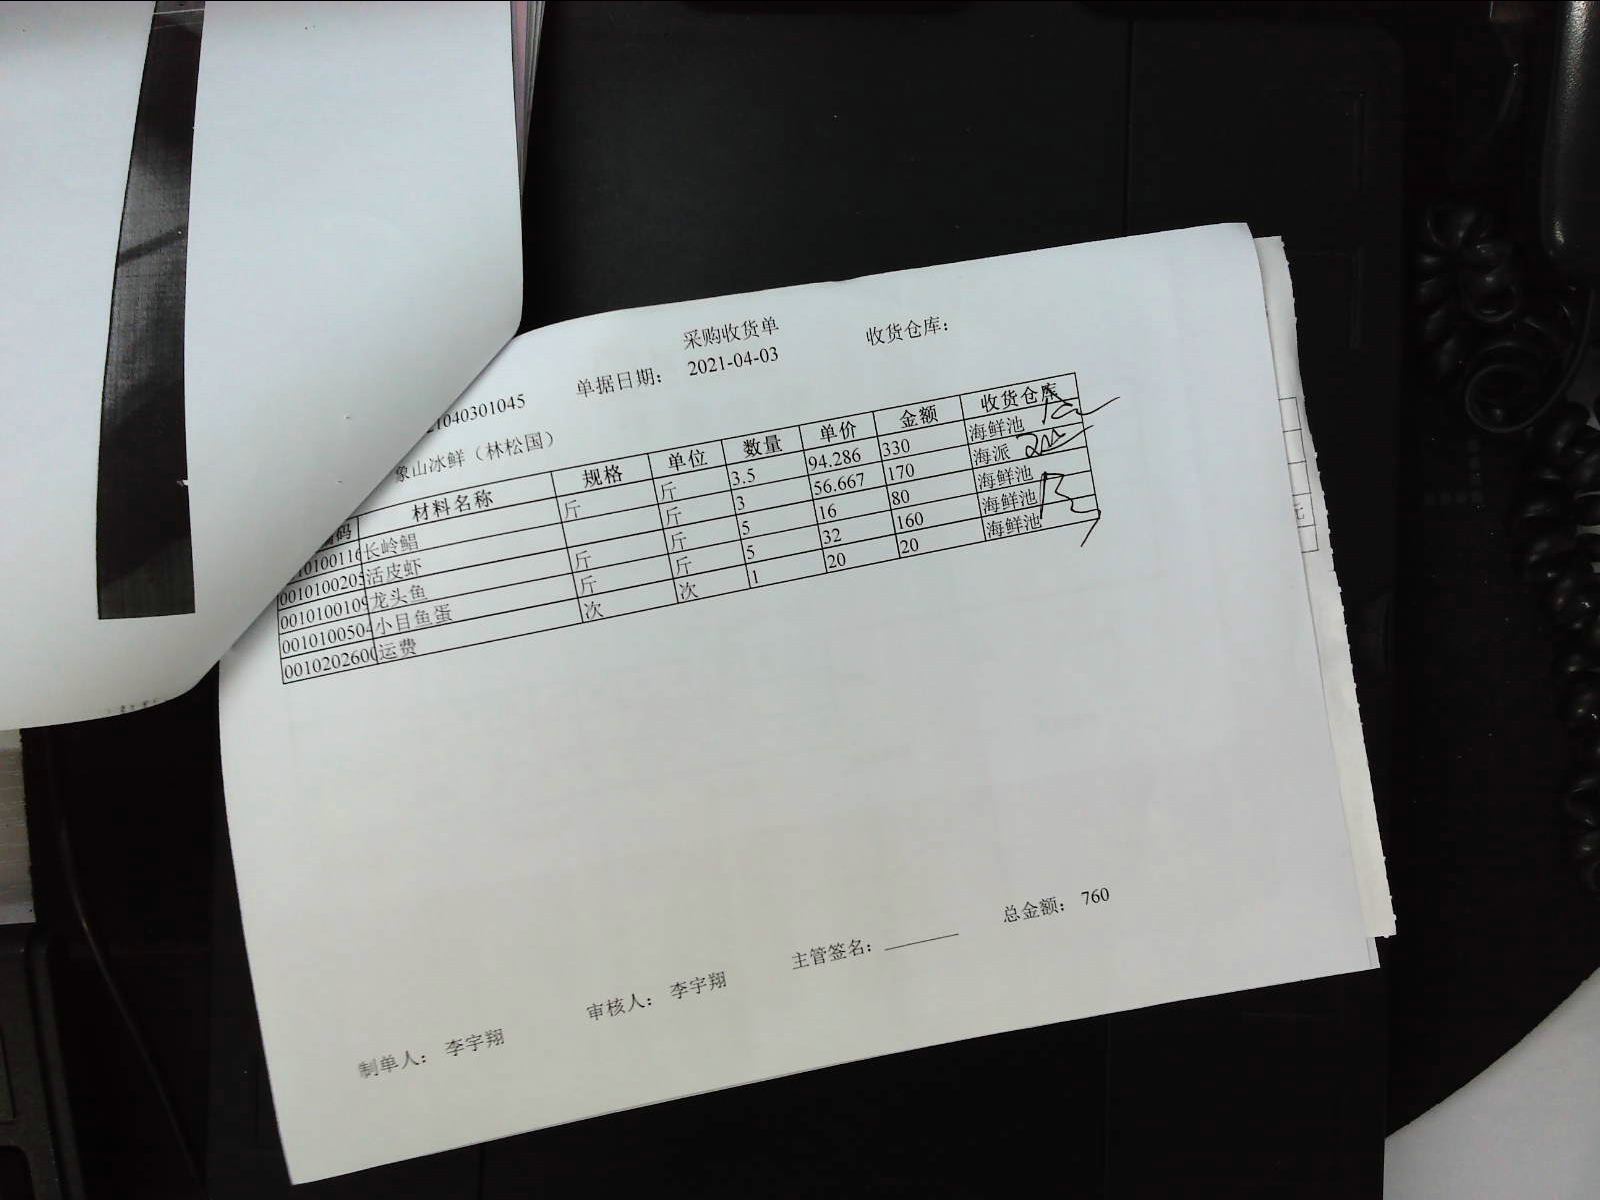 采购收货单
21040301045 单据日期： 2021-04-03 收货仓库：
象山冰鲜（林松国）
编码 材料名称 规格 单位 数量 单价 金额 收货仓库
0010100116 长岭鲳 斤 斤 3.5 94.286 330 海鲜池
0010100205 活皮虾 斤 3 56.667 170 海派
0010100109 龙头鱼 斤 斤 5 16 80 海鲜池
0010100504 小目鱼蛋 斤 斤 5 32 160 海鲜池
0010202600 运费 次 次 1 20 20 海鲜池
总金额： 760
制单人： 李宇翔 审核人： 李宇翔 主管签名：
元